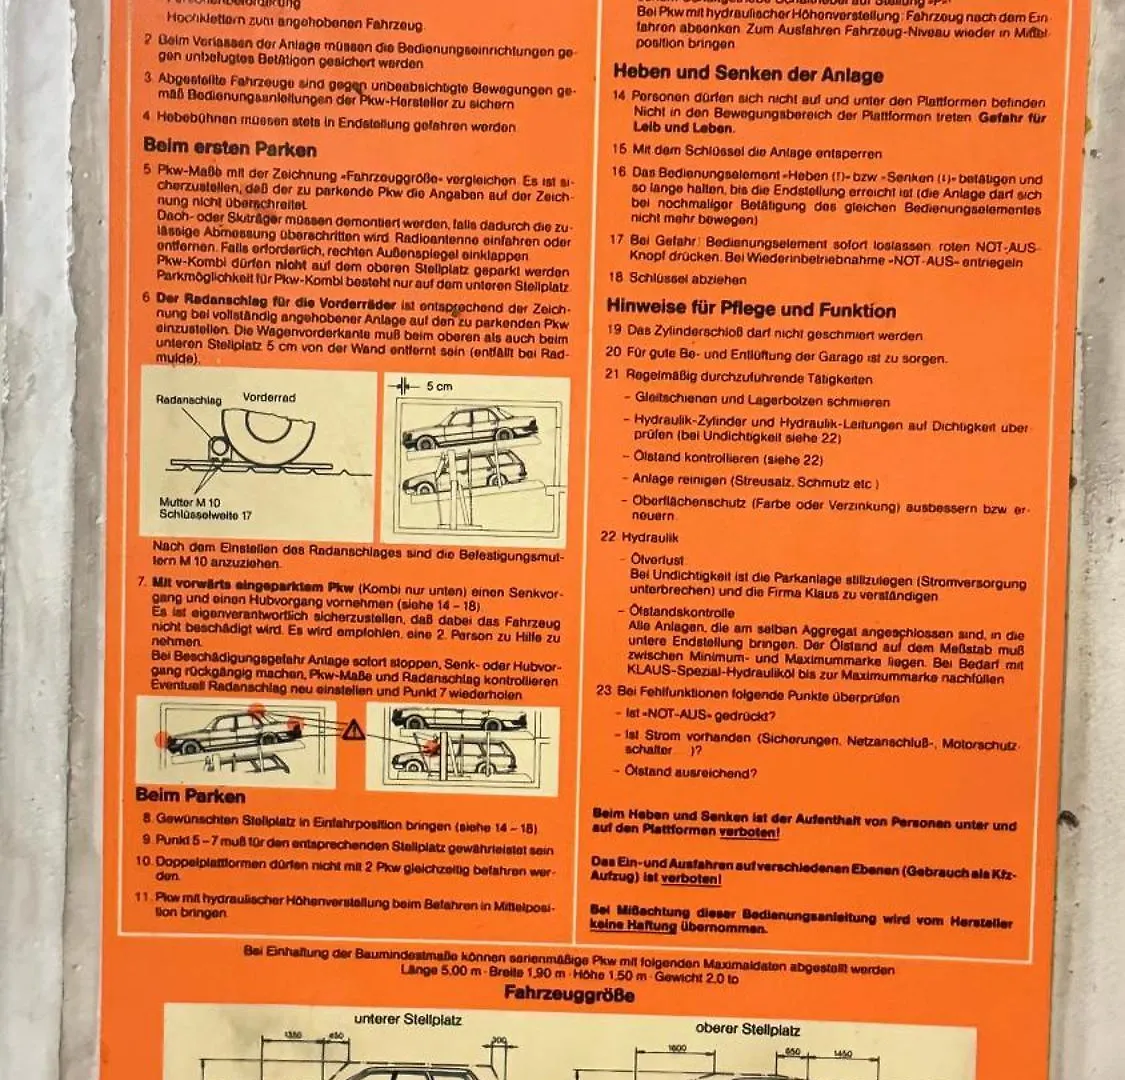 Hochklettern zum angehobenen Fahrzeug.
2 Beim Verlassen der Anlage müssen die Bedienungseinrichtungen ge-
gen unbefugtes Betätigen gesichert werden
3 Abgestellte Fahrzeuge sind gegen unbeabsichtigte Bewegungen ge-
mäß Bedienungsanleitungen der Pkw-Hersteller zu sichern
4 Hebebühnen müssen stets in Endstellung gefahren werden
Beim ersten Parken
5 Pkw-Maße mit der Zeichnung «Fahrzeuggröße» vergleichen. Es ist si-
cherzustellen, daß der zu parkende Pkw die Angaben auf der Zeich-
nung nicht überschreitet.
Dach- oder Skiträger müssen demontiert werden, falls dadurch die zu-
lässige Abmessung überschritten wird. Radioantenne einfahren oder
entfernen. Falls erforderlich, rechten Außenspiegel einklappen.
Pkw-Kombi dürfen nicht auf dem oberen Stellplatz geparkt werden
Parkmöglichkeit für Pkw-Kombi besteht nur auf dem unteren Stellplatz.
6 Der Radanschlag für die Vorderräder ist entsprechend der Zeich-
nung bei vollständig angehobener Anlage auf den zu parkenden Pkw
einzustellen. Die Wagenvorderkante muß beim oberen als auch beim
unteren Stellplatz 5 cm von der Wand entfernt sein (entfällt bei Rad-
mulde).
Radanschlag
Vorderrad
Mutter M 10
Schlüsselweite 17
5 cm
Nach dem Einstellen des Radanschlages sind die Befestigungsmut-
tern M 10 anzuziehen.
7. Mit vorwärts eingeparktem Pkw (Kombi nur unten) einen Senkvor-
gang und einen Hubvorgang vornehmen (siehe 14 – 18)
Es ist eigenverantwortlich sicherzustellen, daß dabei das Fahrzeug
nicht beschädigt wird. Es wird empfohlen, eine 2. Person zu Hilfe zu
nehmen.
Bei Beschädigungsgefahr Anlage sofort stoppen, Senk- oder Hubvor-
gang rückgängig machen, Pkw-Maße und Radanschlag kontrollieren
Eventuell Radanschlag neu einstellen und Punkt 7 wiederholen
Beim Parken
8. Gewünschten Stellplatz in Einfahrposition bringen (siehe 14 – 18)
9. Punkt 5 – 7 muß für den entsprechenden Stellplatz gewährleistet sein
10. Doppelplattformen dürfen nicht mit 2 Pkw gleichzeitig befahren wer-
den.
11. Pkw mit hydraulischer Höhenverstellung beim Befahren in Mittelposi-
tion bringen.
Bei Pkw mit hydraulischer Höhenverstellung: Fahrzeug nach dem Ein-
fahren absenken. Zum Ausfahren Fahrzeug-Niveau wieder in Mittel-
position bringen.
Heben und Senken der Anlage
14 Personen dürfen sich nicht auf und unter den Plattformen befinden
Nicht in den Bewegungsbereich der Plattformen treten Gefahr für
Leib und Leben.
15 Mit dem Schlüssel die Anlage entsperren
16 Das Bedienungselement «Heben (↑)» bzw «Senken (↓)» betätigen und
so lange halten, bis die Endstellung erreicht ist (die Anlage darf sich
bei nochmaliger Betätigung des gleichen Bedienungselementes
nicht mehr bewegen)
17 Bei Gefahr: Bedienungselement sofort loslassen, roten NOT-AUS-
Knopf drücken. Bei Wiederinbetriebnahme «NOT-AUS» entriegeln
18 Schlüssel abziehen
Hinweise für Pflege und Funktion
19 Das Zylinderschloß darf nicht geschmiert werden
20 Für gute Be- und Entlüftung der Garage ist zu sorgen.
21 Regelmäßig durchzuführende Tätigkeiten
– Gleitschienen und Lagerbolzen schmieren
– Hydraulik-Zylinder und Hydraulik-Leitungen auf Dichtigkeit über-
prüfen (bei Undichtigkeit siehe 22)
– Ölstand kontrollieren (siehe 22)
– Anlage reinigen (Streusalz, Schmutz etc )
– Oberflächenschutz (Farbe oder Verzinkung) ausbessern bzw er-
neuern
22 Hydraulik
– Ölverlust
Bei Undichtigkeit ist die Parkanlage stillzulegen (Stromversorgung
unterbrechen) und die Firma Klaus zu verständigen
– Ölstandskontrolle
Alle Anlagen, die am selben Aggregat angeschlossen sind, in die
untere Endstellung bringen. Der Ölstand auf dem Meßstab muß
zwischen Minimum- und Maximummarke liegen. Bei Bedarf mit
KLAUS-Spezial-Hydrauliköl bis zur Maximummarke nachfüllen
23 Bei Fehlfunktionen folgende Punkte überprüfen
– Ist «NOT-AUS» gedrückt?
– Ist Strom vorhanden (Sicherungen, Netzanschluß-, Motorschutz-
schalter )?
– Ölstand ausreichend?
Beim Heben und Senken ist der Aufenthalt von Personen unter und
auf den Plattformen verboten!
Das Ein- und Ausfahren auf verschiedenen Ebenen (Gebrauch als Kfz-
Aufzug) ist verboten!
Bei Mißachtung dieser Bedienungsanleitung wird vom Hersteller
keine Haftung übernommen.
Bei Einhaltung der Baumindestmaße können serienmäßige Pkw mit folgenden Maximaldaten abgestellt werden
Länge 5,00 m · Breite 1,90 m · Höhe 1,50 m · Gewicht 2,0 to
Fahrzeuggröße
unterer Stellplatz
oberer Stellplatz
1350
450
300
1600
650
1450